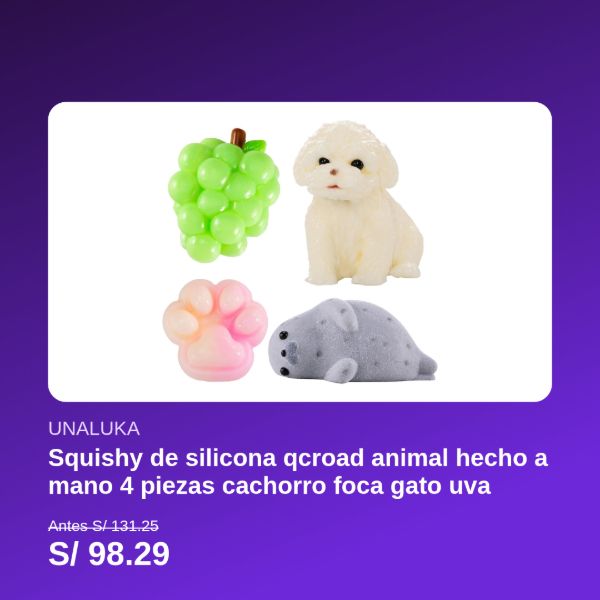 UNALUKA
Squishy de silicona qcroad animal hecho a
mano 4 piezas cachorro foca gato uva
Antes S/ 131.25
S/ 98.29